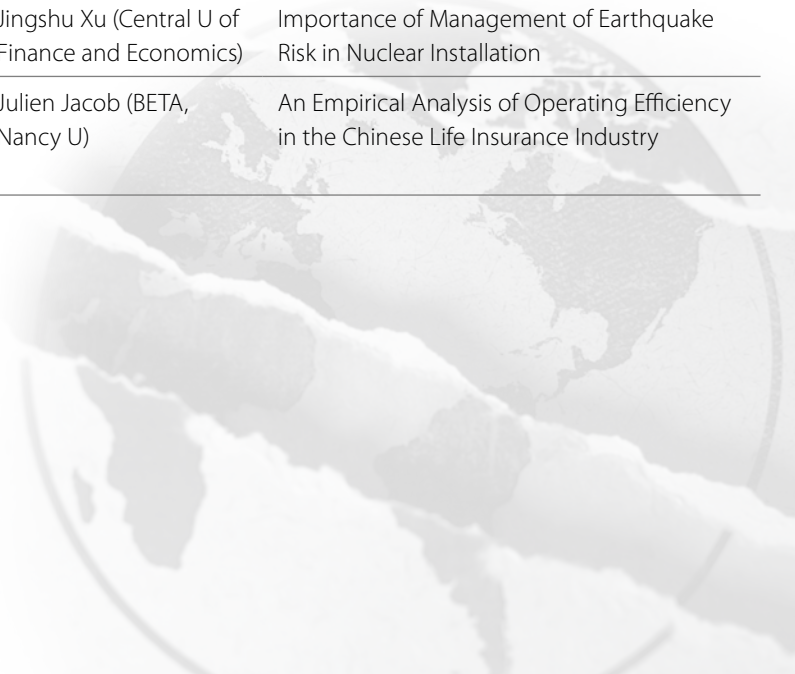 Jingshu Xu (Central U of
Finance and Economics)
Importance of Management of Earthquake
Risk in Nuclear Installation
Julien Jacob (BETA,
Nancy U)
An Empirical Analysis of Operating Efficiency
in the Chinese Life Insurance Industry